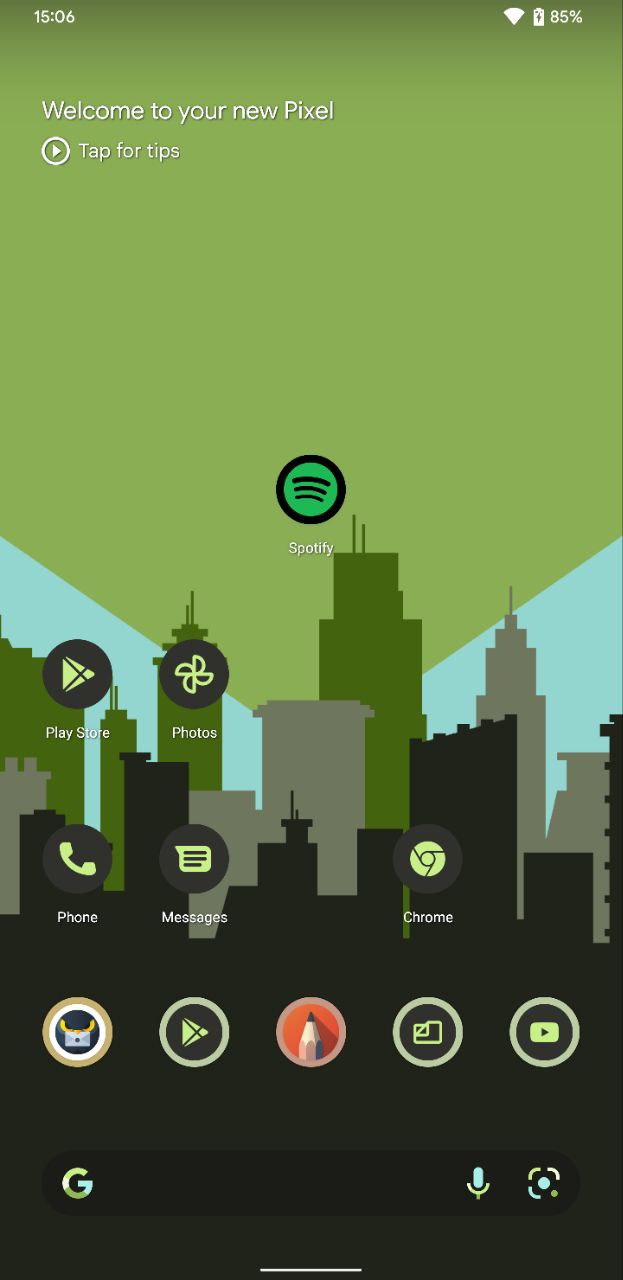 15:06
85%
Welcome to your new Pixel
Tap for tips
Spotify
Play Store
Photos
Phone
Messages
Chrome